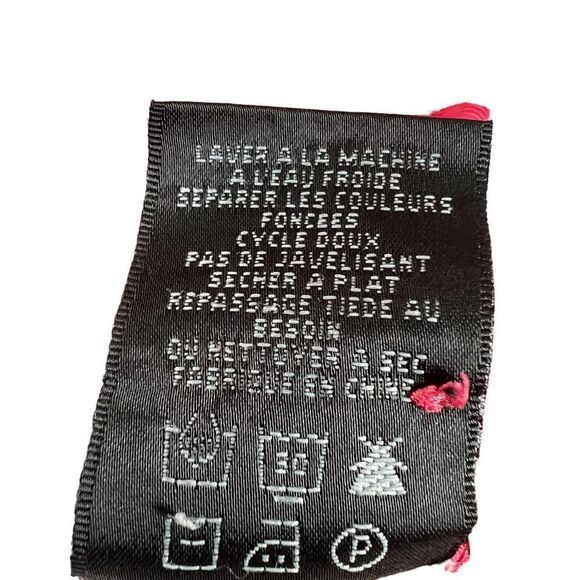 LAVER A LA MACHINE
A L'EAU FROIDE
SEPARER LES COULEURS
FONCEES
CYCLE DOUX
PAS DE JAVELISANT
SECHER A PLAT
REPASSAGE TIEDE AU
BESOIN
OU NETTOYER A SEC
FABRIQUE EN CHINE
30
P